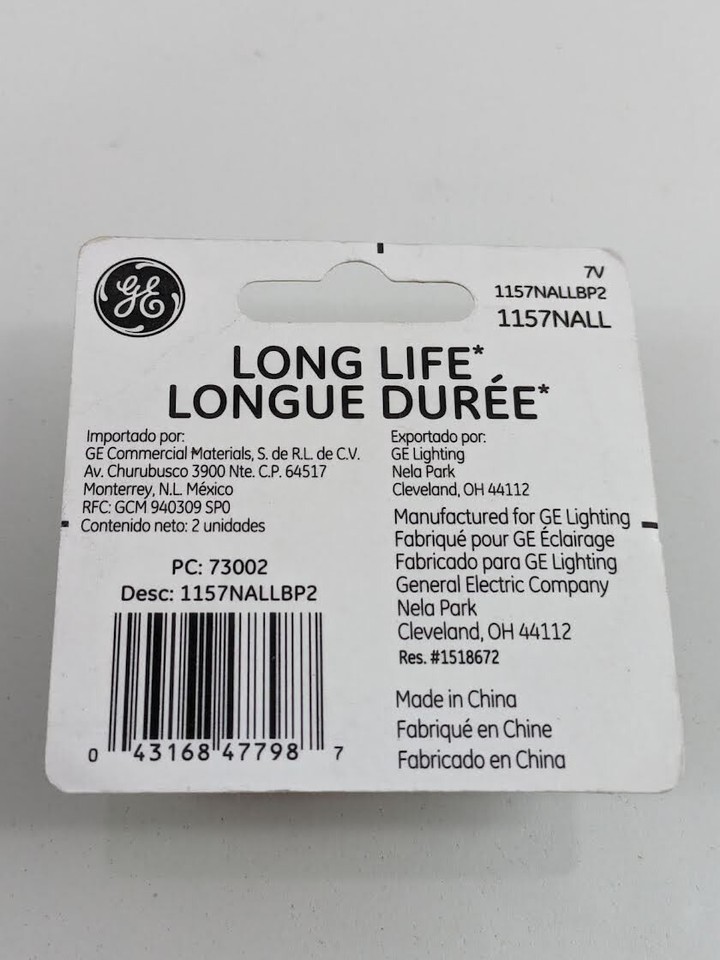 GE
7V
1157NALLBP2
1157NALL
LONG LIFE*
LONGUE DURÉE*
Importado por:
GE Commercial Materials, S. de R.L. de C.V.
Av. Churubusco 3900 Nte. C.P. 64517
Monterrey, N.L. México
RFC: GCM 940309 SP0
Contenido neto: 2 unidades
PC: 73002
Desc: 1157NALLBP2
0 43168 47798 7
Exportado por:
GE Lighting
Nela Park
Cleveland, OH 44112
Manufactured for GE Lighting
Fabriqué pour GE Éclairage
Fabricado para GE Lighting
General Electric Company
Nela Park
Cleveland, OH 44112
Res. #1518672
Made in China
Fabriqué en Chine
Fabricado en China